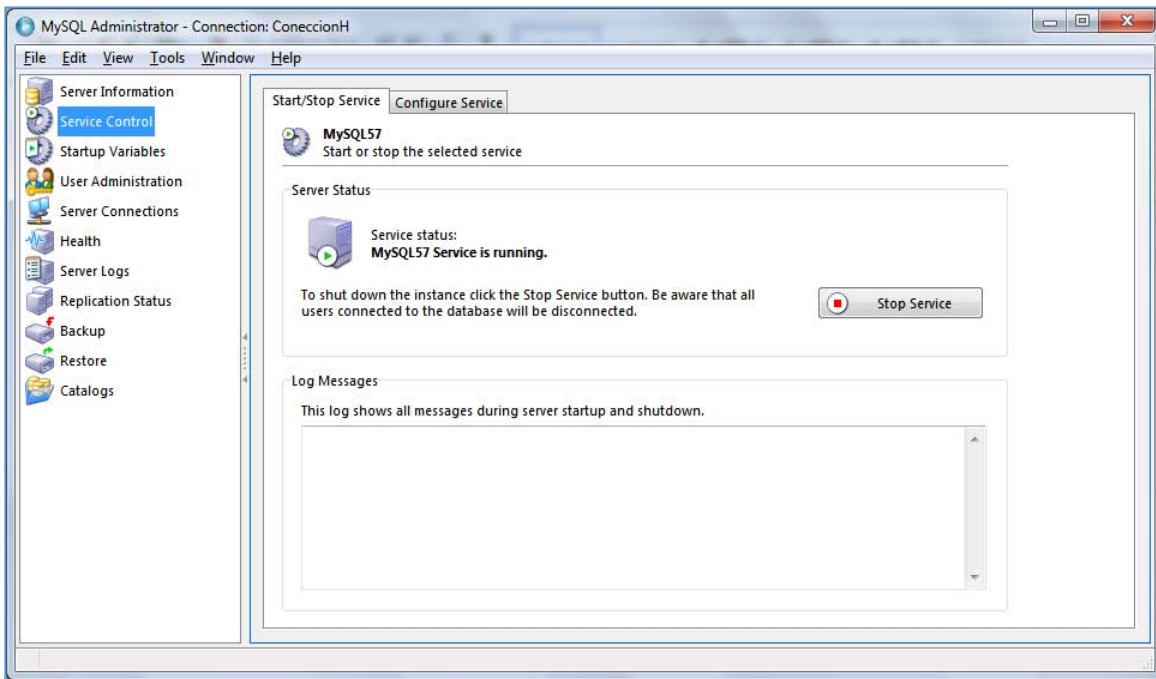 MySQL Administrator - Connection: ConeccionH
File Edit View Tools Window Help
Server Information
Service Control
Startup Variables
User Administration
Server Connections
Health
Server Logs
Replication Status
Backup
Restore
Catalogs
Start/Stop Service
Configure Service
MySQL57
Start or stop the selected service
Server Status
Service status:
MySQL57 Service is running.
To shut down the instance click the Stop Service button. Be aware that all
users connected to the database will be disconnected.
Stop Service
Log Messages
This log shows all messages during server startup and shutdown.